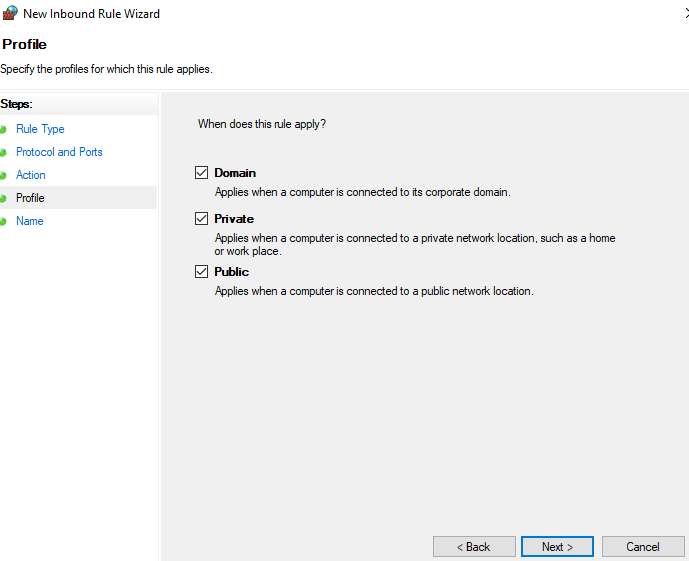 New Inbound Rule Wizard
Profile
Specify the profiles for which this rule applies.
Steps:
Rule Type
Protocol and Ports
Action
Profile
Name
When does this rule apply?
Domain
Applies when a computer is connected to its corporate domain.
Private
Applies when a computer is connected to a private network location, such as a home
or work place.
Public
Applies when a computer is connected to a public network location.
< Back
Next >
Cancel